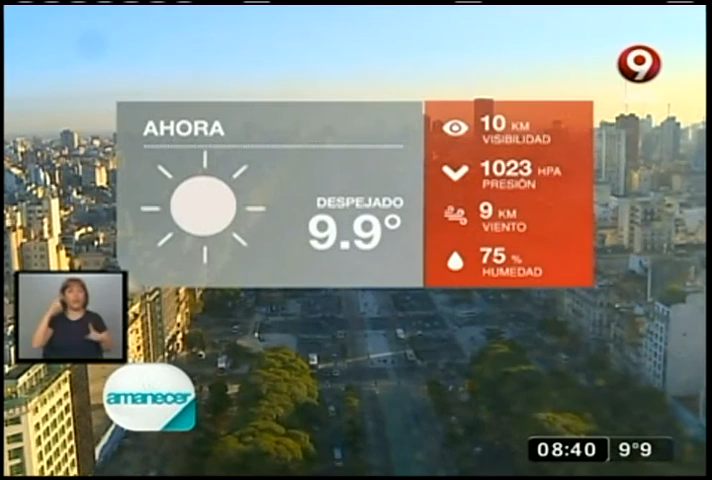 9
AHORA
DESPEJADO
9.9°
10 KM
VISIBILIDAD
1023 HPA
PRESIÓN
9 KM
VIENTO
75 %
HUMEDAD
amanecer
08:40 9°9